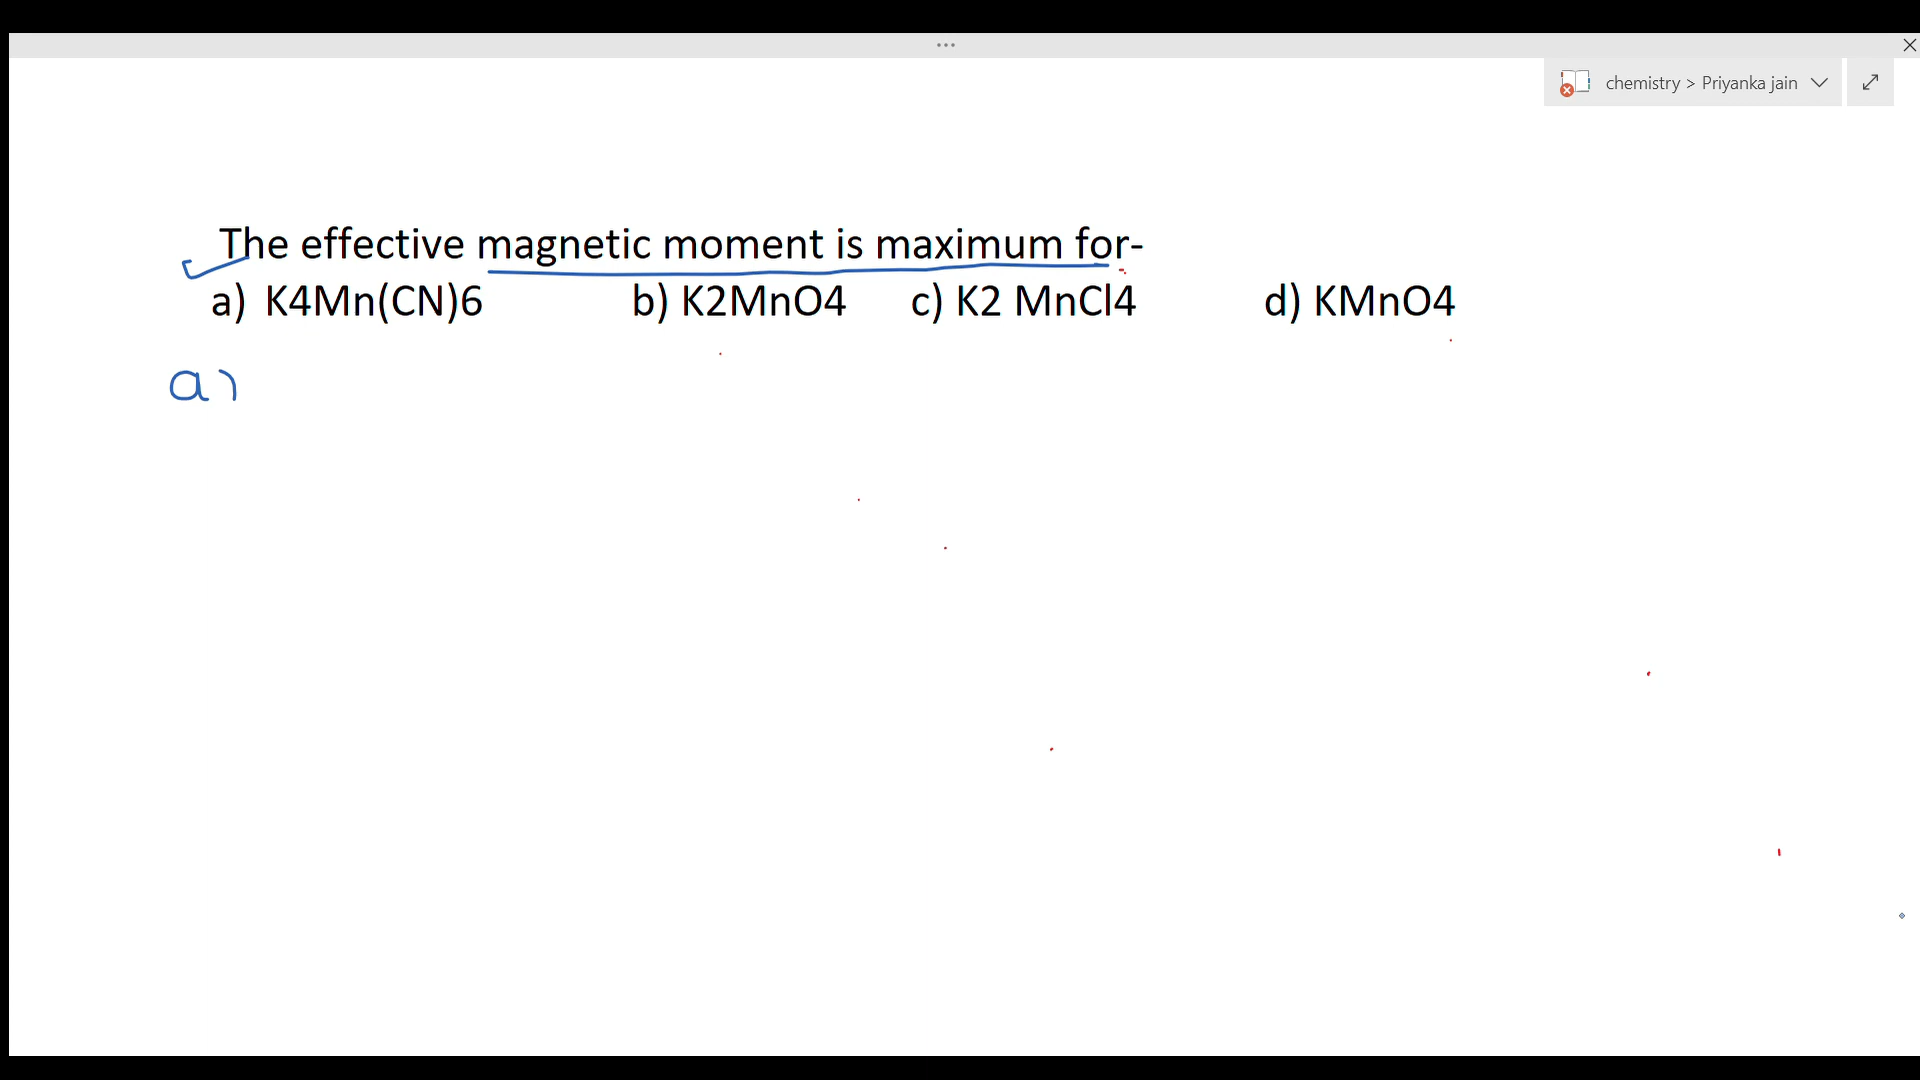 chemistry > Priyanka jain
The effective magnetic moment is maximum for-
a) K4Mn(CN)6 b) K2MnO4 c) K2 MnCl4 d) KMnO4
a)